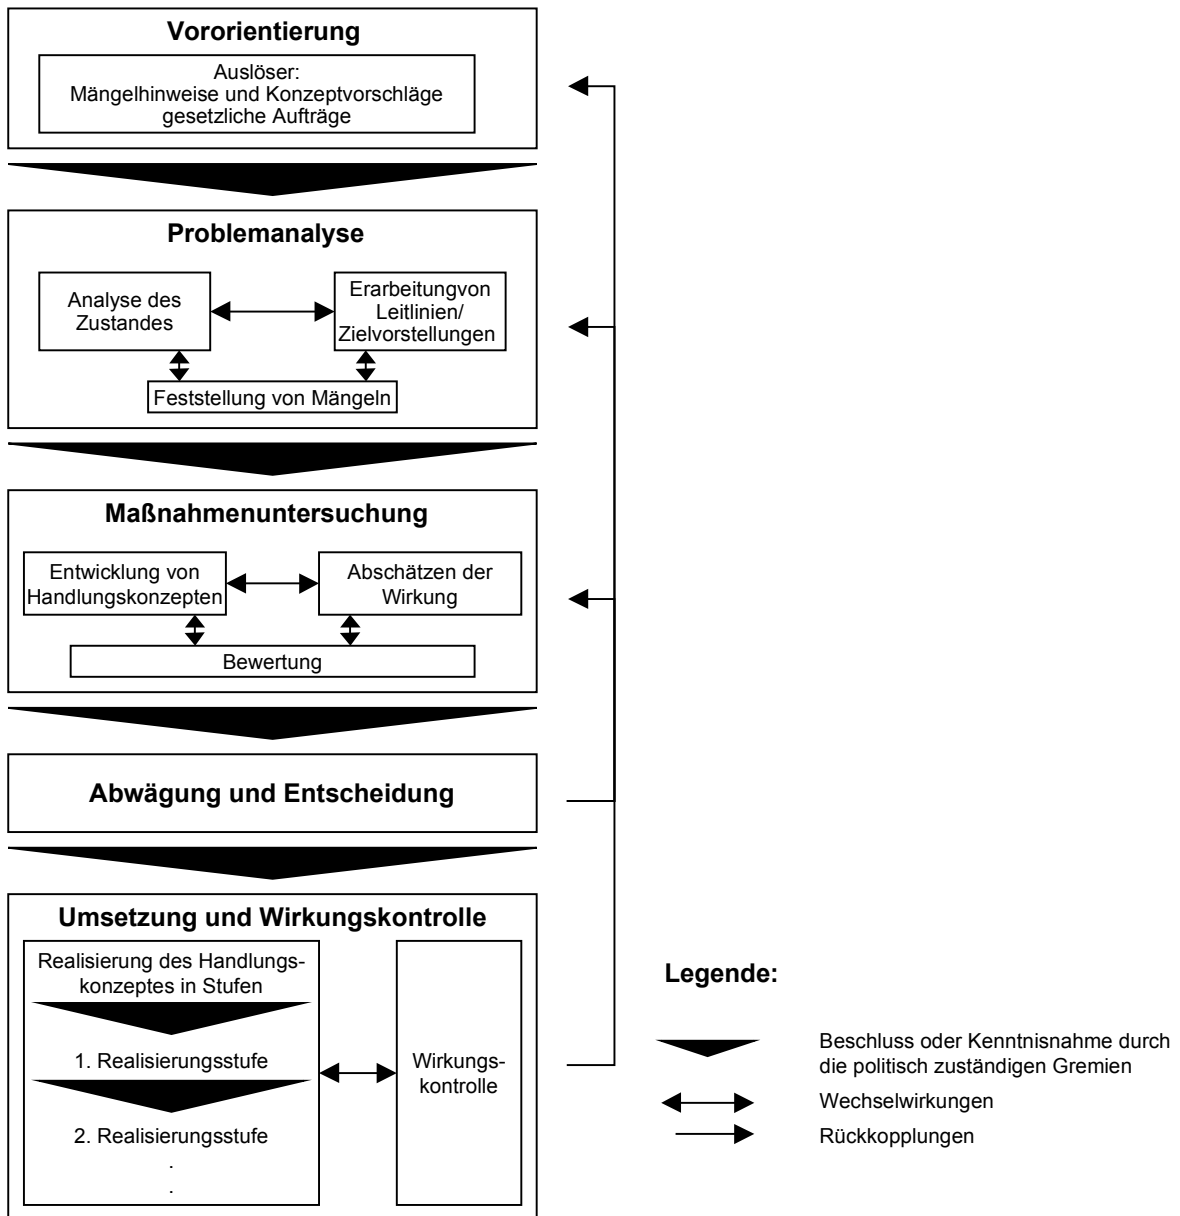 Vororientierung
Auslöser:
Mängelhinweise und Konzeptvorschläge
gesetzliche Aufträge
Problemanalyse
Analyse des
Zustandes
Erarbeitungvon
Leitlinien/
Zielvorstellungen
Feststellung von Mängeln
Maßnahmenuntersuchung
Entwicklung von
Handlungskonzepten
Abschätzen der
Wirkung
Bewertung
Abwägung und Entscheidung
Umsetzung und Wirkungskontrolle
Realisierung des Handlungs-
konzeptes in Stufen
1. Realisierungsstufe
2. Realisierungsstufe
.
.
Wirkungs-
kontrolle
Legende:
Beschluss oder Kenntnisnahme durch
die politisch zuständigen Gremien
Wechselwirkungen
Rückkopplungen